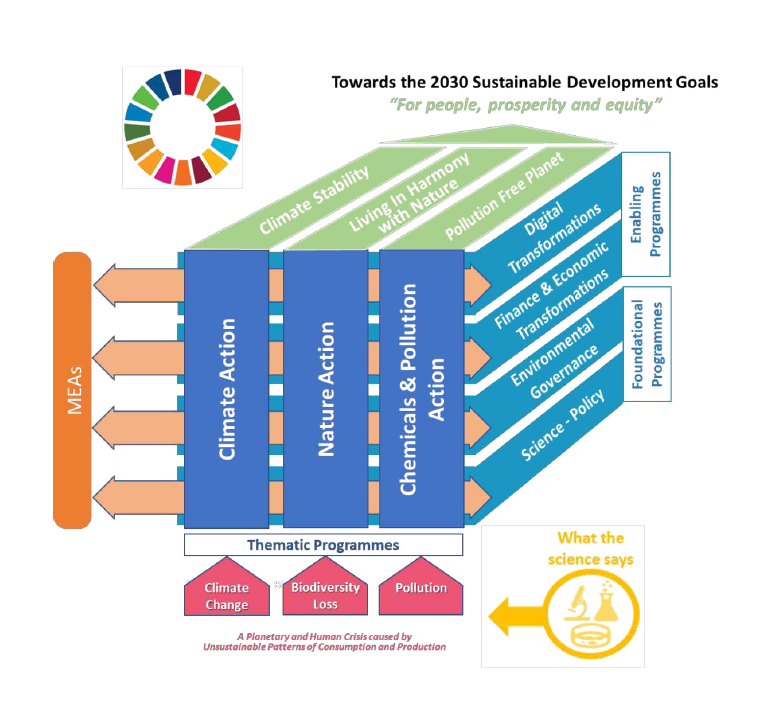 Towards the 2030 Sustainable Development Goals
"For people, prosperity and equity"
Climate Stability
Living In Harmony
with Nature
Pollution Free Planet
Digital
Transformations
Finance & Economic
Transformations
Environmental
Governance
Science - Policy
Enabling
Programmes
Foundational
Programmes
MEAs
Climate Action
Nature Action
Chemicals & Pollution
Action
Thematic Programmes
Climate
Change
Biodiversity
Loss
Pollution
A Planetary and Human Crisis caused by
Unsustainable Patterns of Consumption and Production
What the
science says